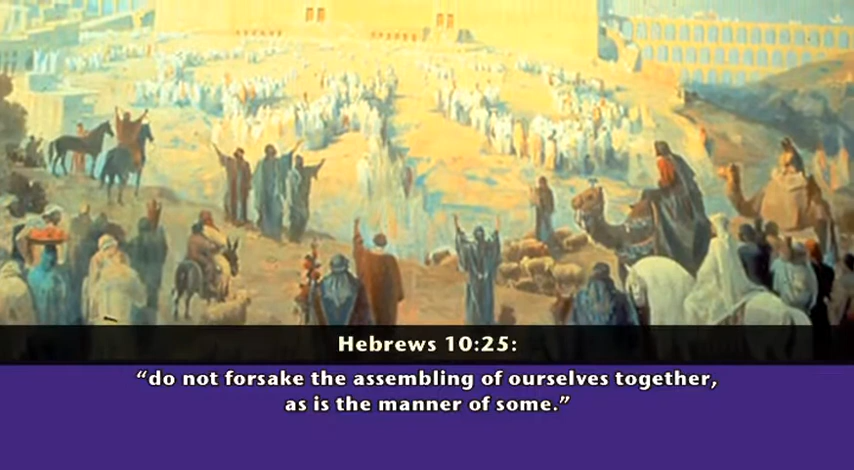 Hebrews 10:25:
“do not forsake the assembling of ourselves together,
as is the manner of some.”